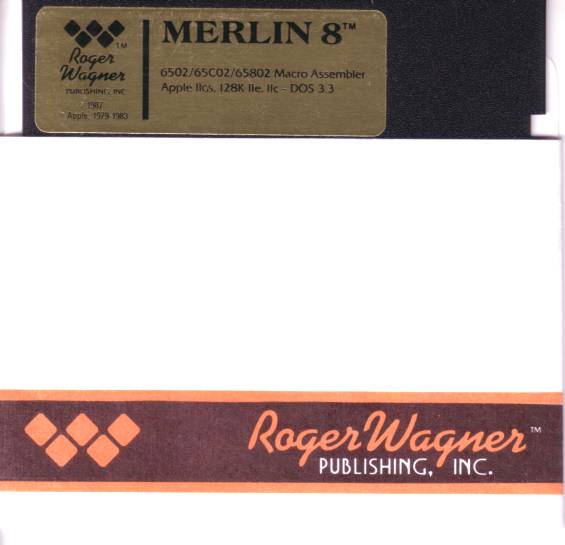 MERLIN 8™
TM
Roger
Wagner
PUBLISHING, INC.
1987
Apple, 1979-1983
6502/65C02/65802 Macro Assembler
Apple IIGS, 128K IIe, IIc - DOS 3.3
Roger Wagner™
PUBLISHING, INC.